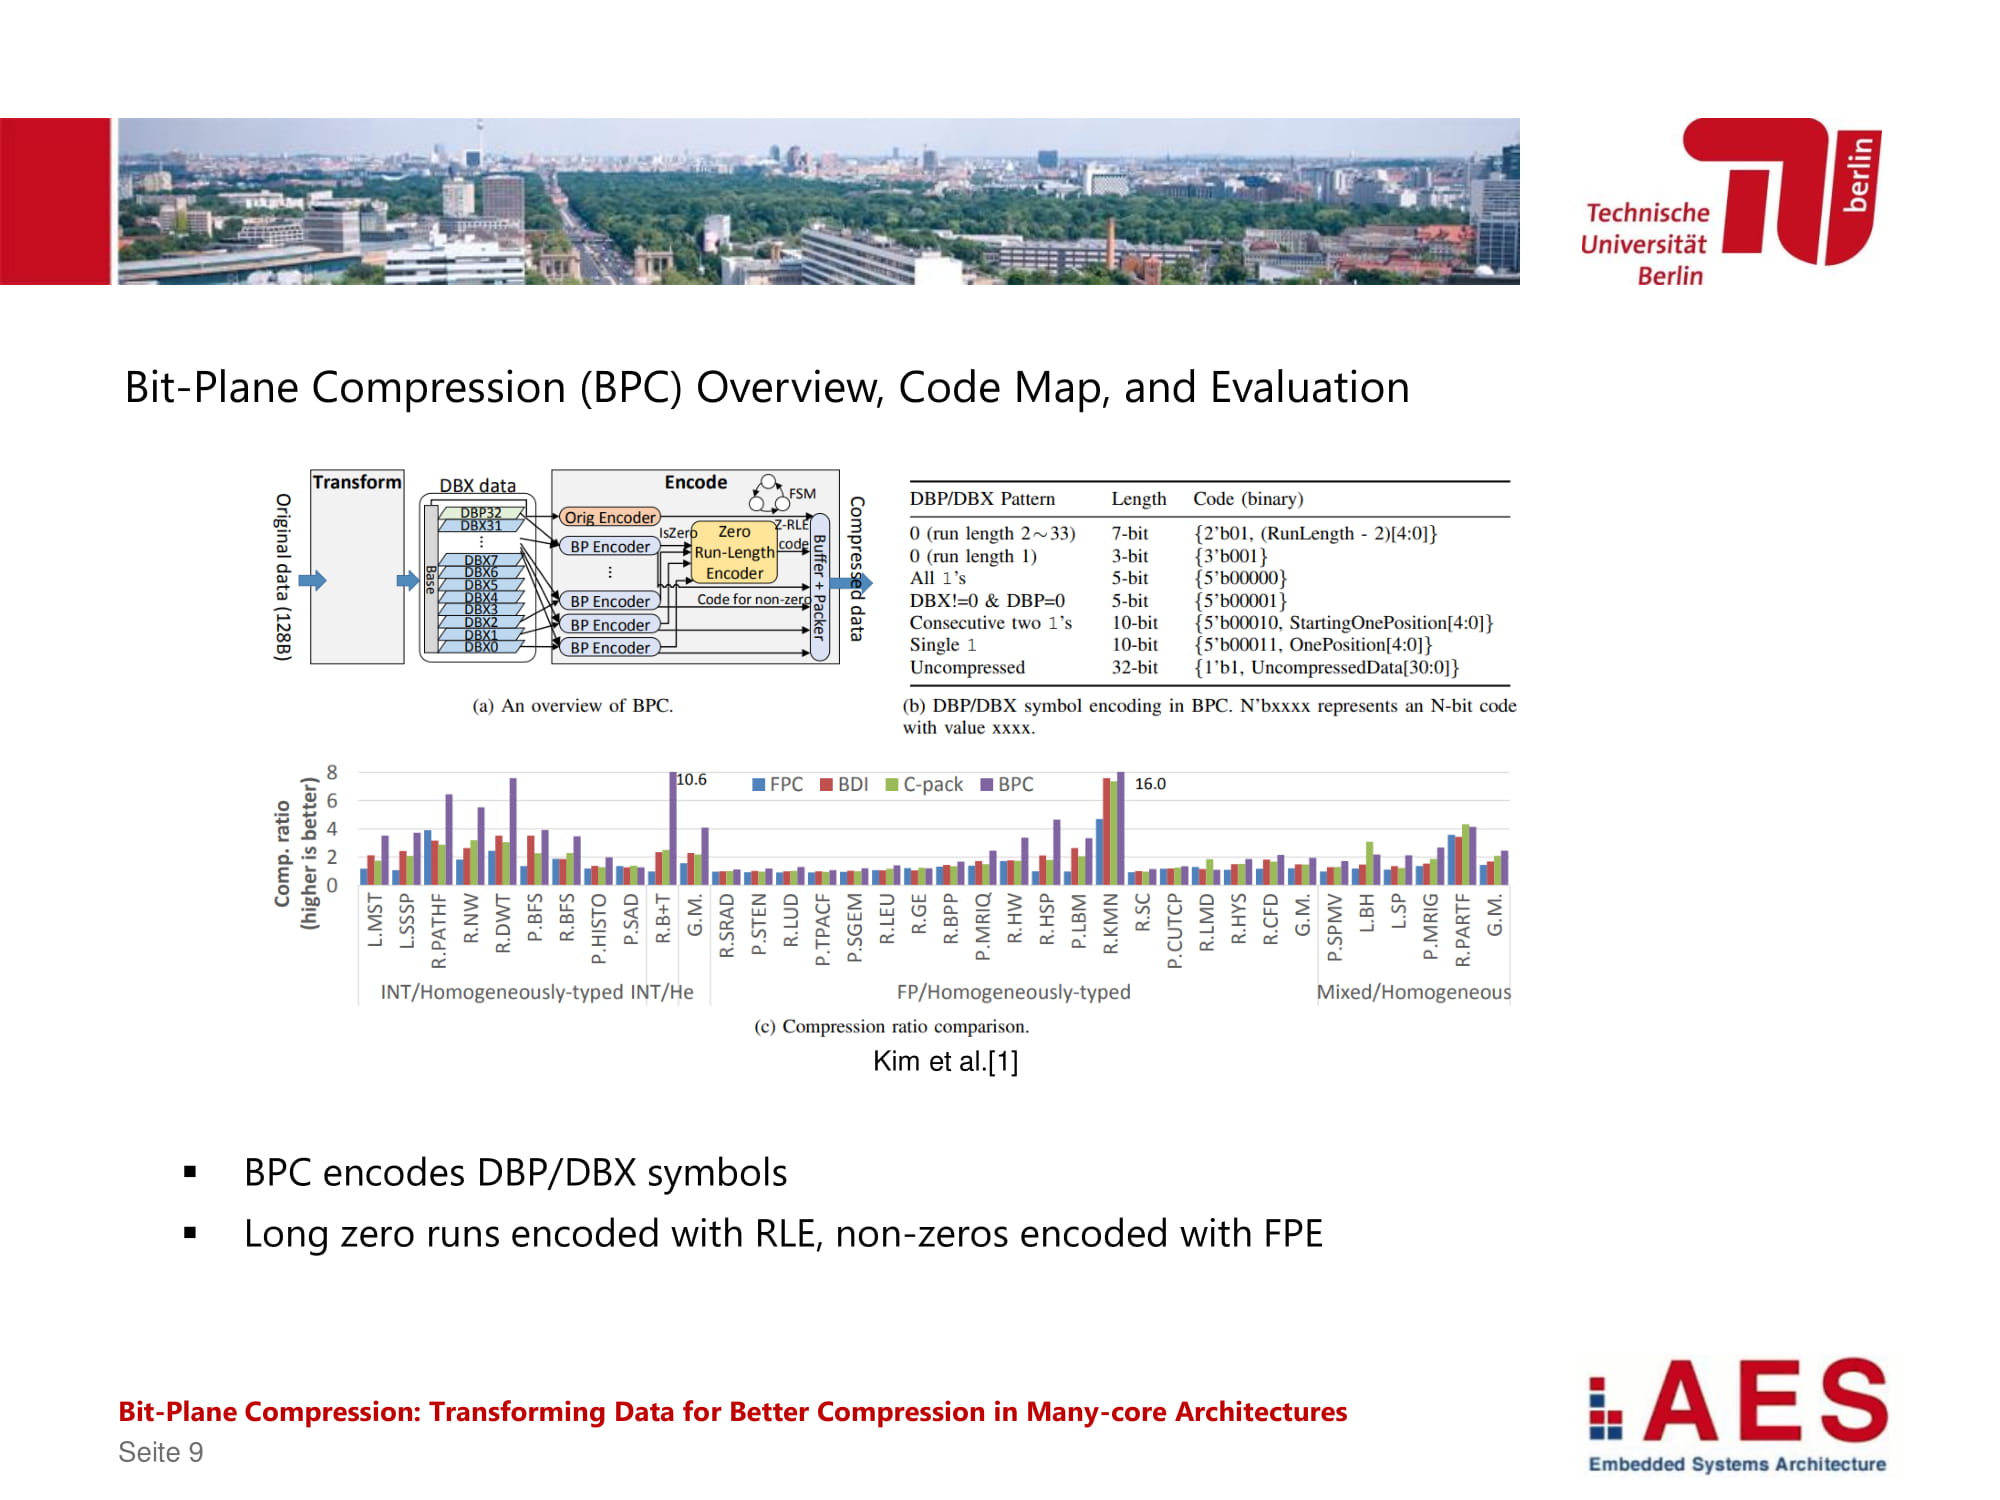 berlin
Technische
Universität
Berlin
Bit-Plane Compression (BPC) Overview, Code Map, and Evaluation
Original data (128B)
Transform
DBX data
Base
DBP32
DBX31
⋮
DBX7
DBX6
DBX5
DBX4
DBX3
DBX2
DBX1
DBX0
Encode
FSM
Orig Encoder
BP Encoder
⋮
BP Encoder
BP Encoder
BP Encoder
IsZero
Zero
Run-Length
Encoder
Z-RLE
code
Code for non-zero
Buffer + Packer
Compressed data
(a) An overview of BPC.
DBP/DBX Pattern Length Code (binary)
0 (run length 2∼33) 7-bit {2'b01, (RunLength - 2)[4:0]}
0 (run length 1) 3-bit {3'b001}
All 1's 5-bit {5'b00000}
DBX!=0 & DBP=0 5-bit {5'b00001}
Consecutive two 1's 10-bit {5'b00010, StartingOnePosition[4:0]}
Single 1 10-bit {5'b00011, OnePosition[4:0]}
Uncompressed 32-bit {1'b1, UncompressedData[30:0]}
(b) DBP/DBX symbol encoding in BPC. N'bxxxx represents an N-bit code
with value xxxx.
Comp. ratio
(higher is better)
8
6
4
2
0
10.6
FPC BDI C-pack BPC
16.0
L.MST
L.SSSP
R.PATHF
R.NW
R.DWT
P.BFS
R.BFS
P.HISTO
P.SAD
R.B+T
G.M.
R.SRAD
P.STEN
R.LUD
P.TPACF
P.SGEM
R.LEU
R.GE
R.BPP
P.MRIQ
R.HW
R.HSP
P.LBM
R.KMN
R.SC
P.CUTCP
R.LMD
R.HYS
R.CFD
G.M.
P.SPMV
L.BH
L.SP
P.MRIG
R.PARTF
G.M.
INT/Homogeneously-typed INT/He FP/Homogeneously-typed Mixed/Homogeneous
(c) Compression ratio comparison.
Kim et al.[1]
▪ BPC encodes DBP/DBX symbols
▪ Long zero runs encoded with RLE, non-zeros encoded with FPE
Bit-Plane Compression: Transforming Data for Better Compression in Many-core Architectures
Seite 9
AES
Embedded Systems Architecture